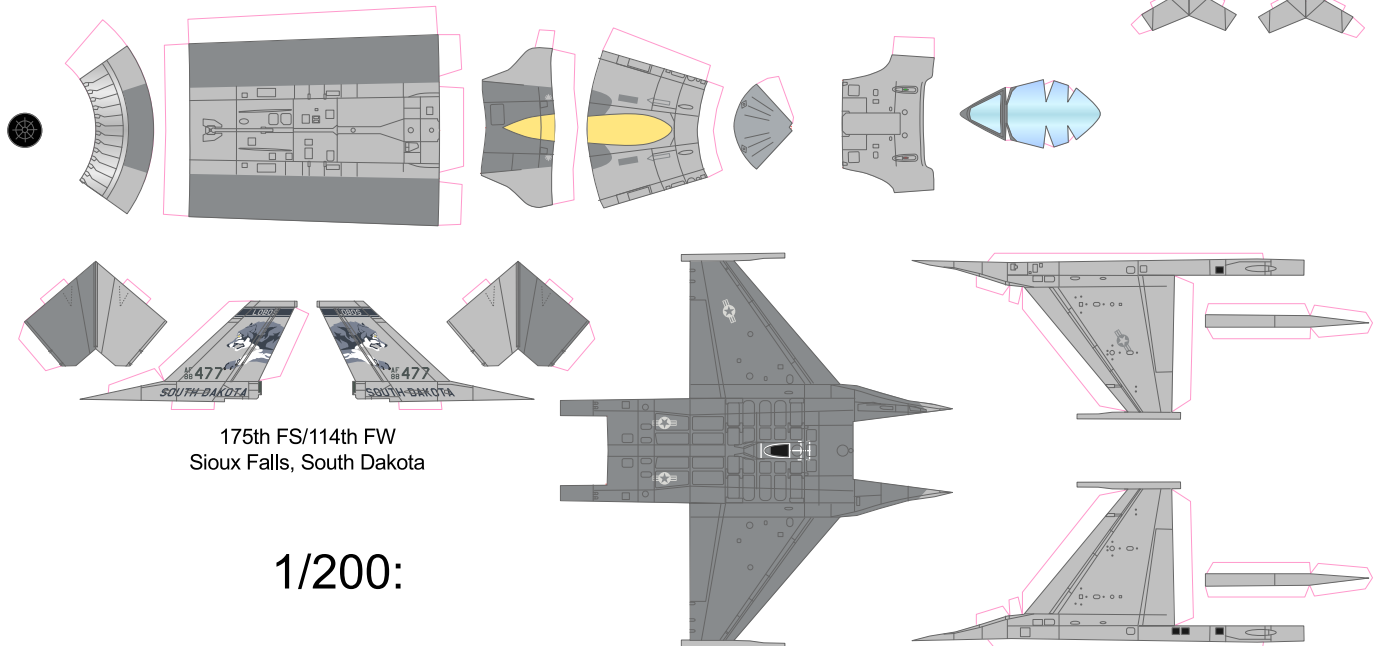 LOBOS LOBOS
AF 88 477 AF 88 477
SOUTH DAKOTA SOUTH DAKOTA
175th FS/114th FW
Sioux Falls, South Dakota
1/200: